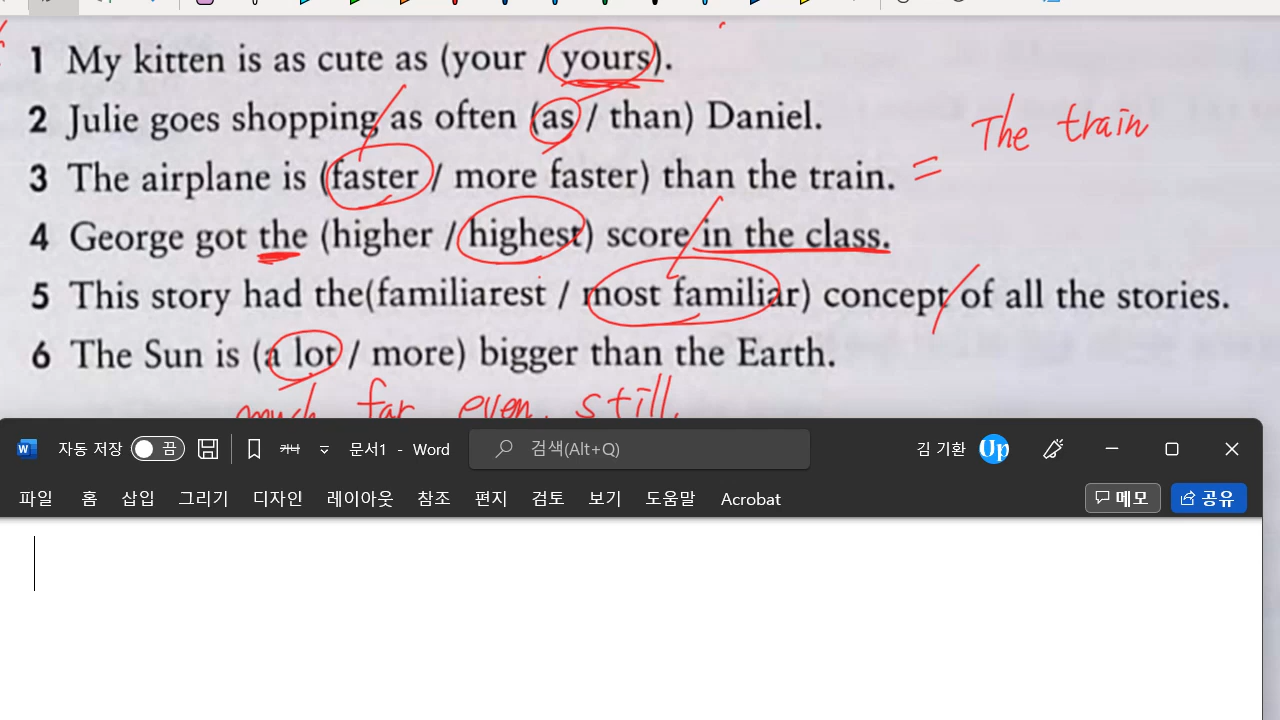 1 My kitten is as cute as (your / yours).
2 Julie goes shopping as often (as / than) Daniel.
The train
3 The airplane is (faster / more faster) than the train. =
4 George got the (higher / highest) score in the class.
5 This story had the(familiarest / most familiar) concept of all the stories.
6 The Sun is (a lot / more) bigger than the Earth.
much far even, still,
자동 저장 끔 가나 문서1 - Word 검색(Alt+Q) 김 기환 Up
파일 홈 삽입 그리기 디자인 레이아웃 참조 편지 검토 보기 도움말 Acrobat 메모 공유